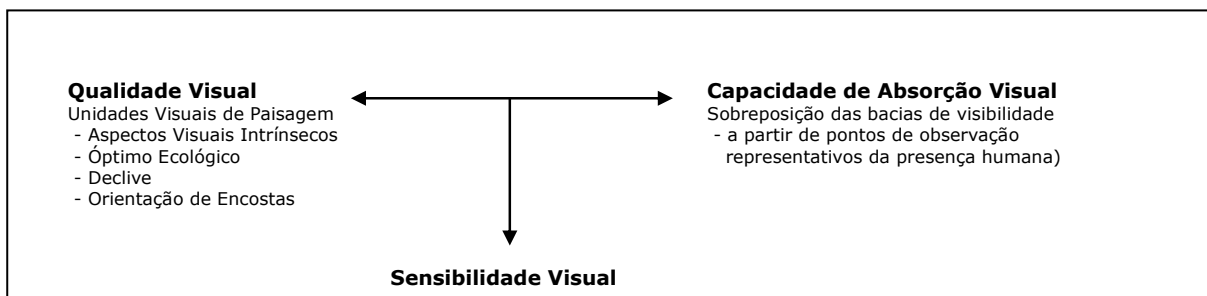 Qualidade Visual
Unidades Visuais de Paisagem
- Aspectos Visuais Intrínsecos
- Óptimo Ecológico
- Declive
- Orientação de Encostas
Capacidade de Absorção Visual
Sobreposição das bacias de visibilidade
- a partir de pontos de observação
representativos da presença humana)
Sensibilidade Visual